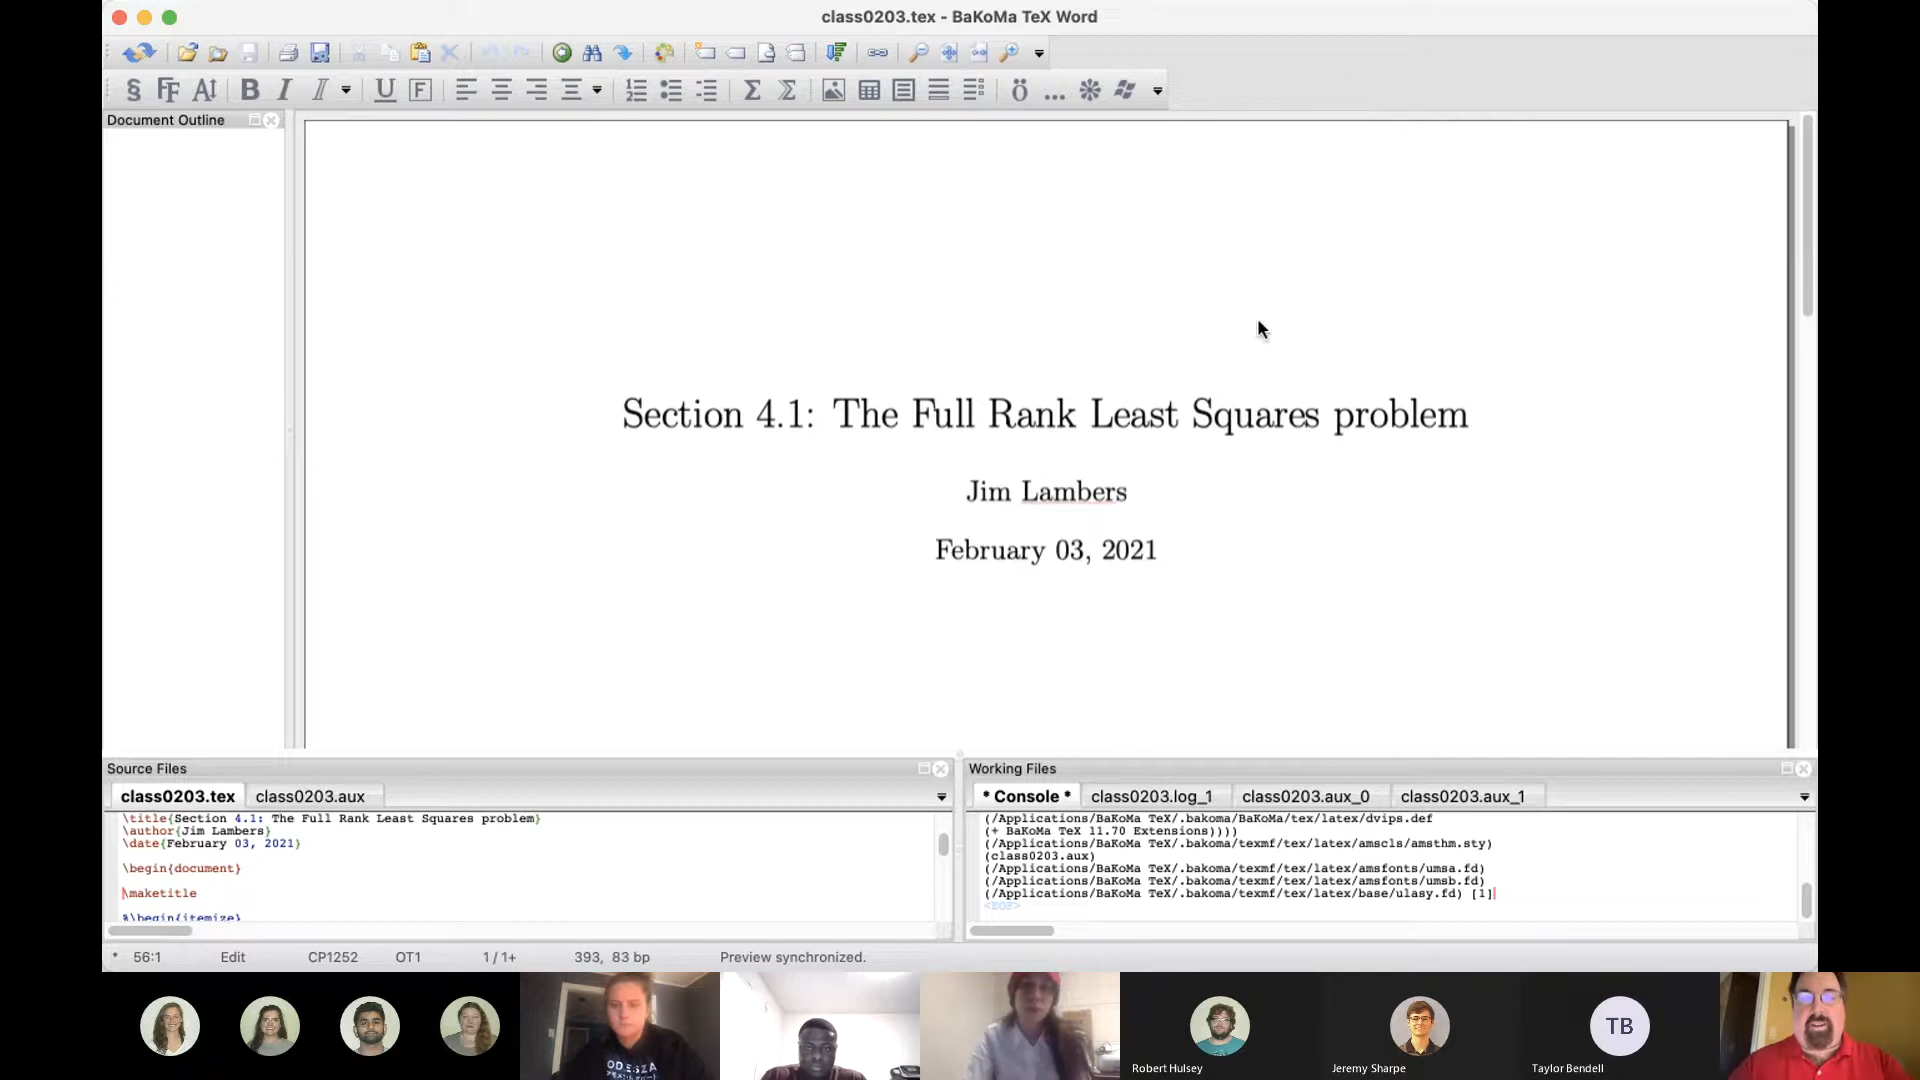 class0203.tex - BaKoMa TeX Word
Document Outline
Section 4.1: The Full Rank Least Squares problem
Jim Lambers
February 03, 2021
Source Files
class0203.tex class0203.aux
\title{Section 4.1: The Full Rank Least Squares problem}
\author{Jim Lambers}
\date{February 03, 2021}
\begin{document}
\maketitle
%\begin{itemize}
Working Files
* Console * class0203.log_1 class0203.aux_0 class0203.aux_1
(/Applications/BaKoMa TeX/.bakoma/BaKoMa/tex/latex/dvips.def
(+ BaKoMa TeX 11.70 Extensions))))
(/Applications/BaKoMa TeX/.bakoma/texmf/tex/latex/amscls/amsthm.sty)
(class0203.aux)
(/Applications/BaKoMa TeX/.bakoma/texmf/tex/latex/amsfonts/umsa.fd)
(/Applications/BaKoMa TeX/.bakoma/texmf/tex/latex/amsfonts/umsb.fd)
(/Applications/BaKoMa TeX/.bakoma/texmf/tex/latex/base/ulasy.fd) [1]
<EOF>
* 56:1 Edit CP1252 OT1 1 / 1+ 393, 83 bp Preview synchronized.
ODESZA
TB
Robert Hulsey
Jeremy Sharpe
Taylor Bendell